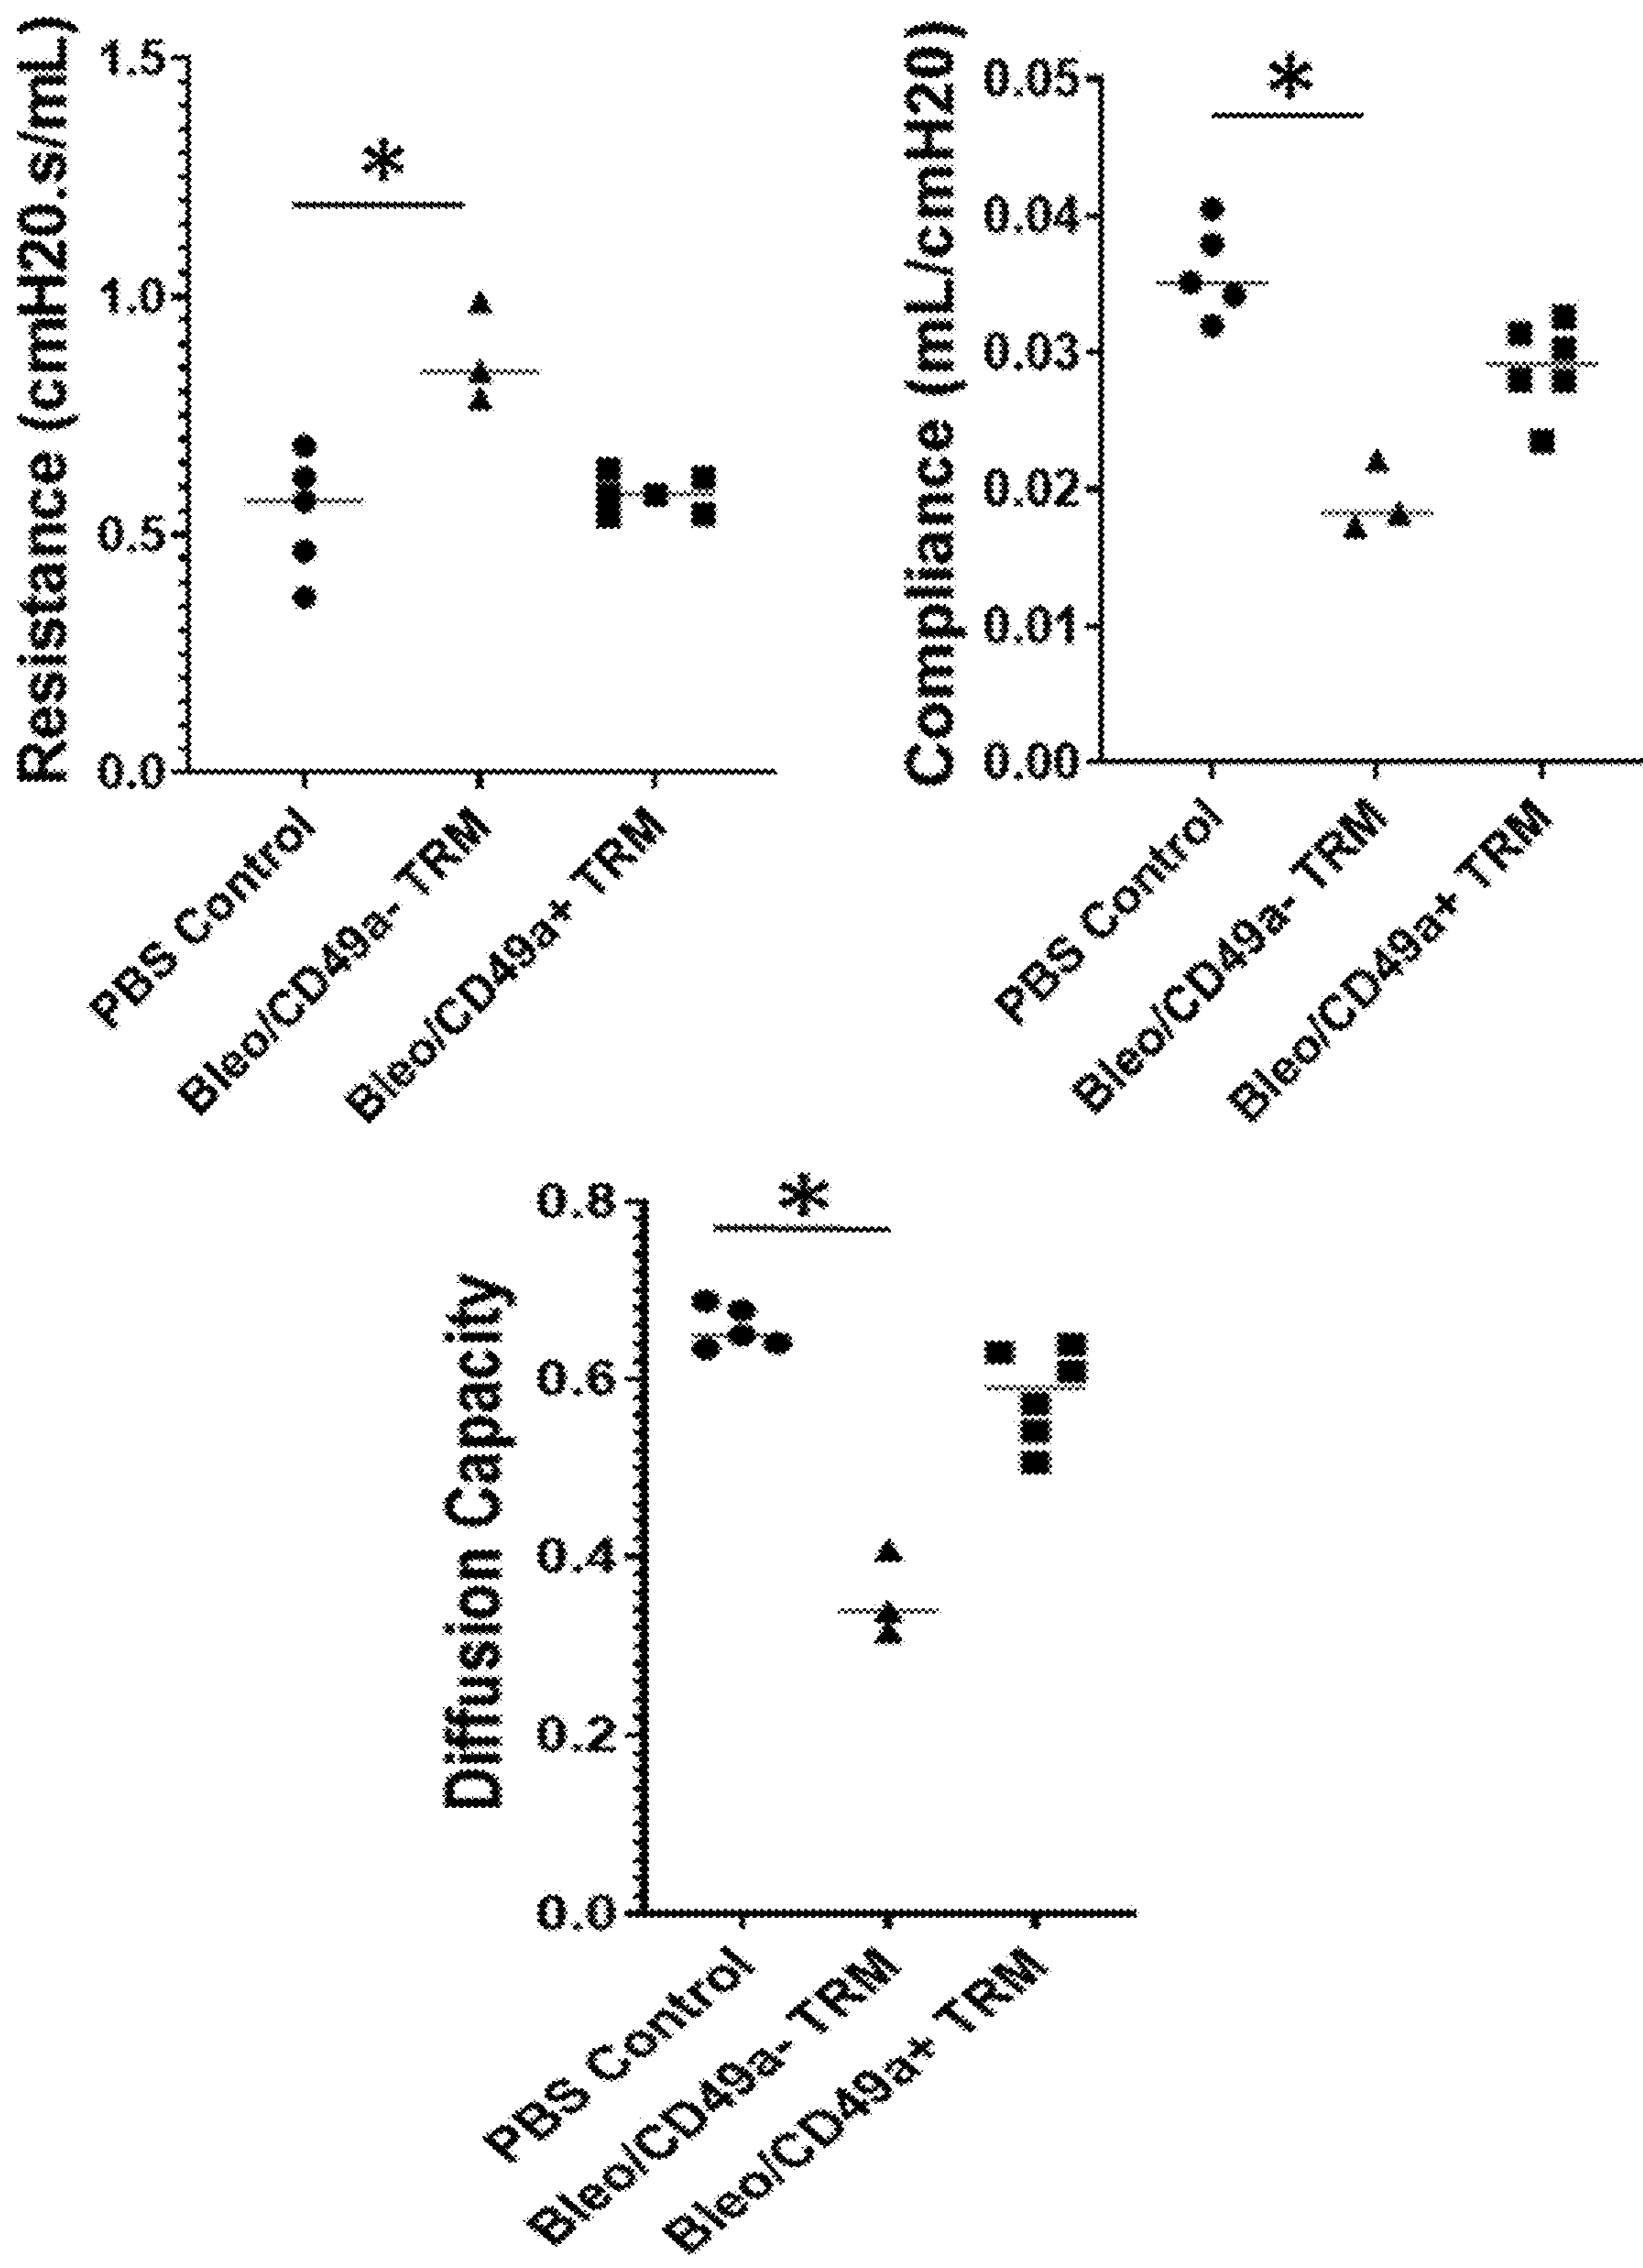 Resistance (cmH20.s/mL)
1.5
1.0
0.5
0.0
*
PBS Control
Bleo/CD49a- TRM
Bleo/CD49a+ TRM
Compliance (mL/cmH20)
0.05
0.04
0.03
0.02
0.01
0.00
*
PBS Control
Bleo/CD49a- TRM
Bleo/CD49a+ TRM
Diffusion Capacity
0.8
0.6
0.4
0.2
0.0
*
PBS Control
Bleo/CD49a- TRM
Bleo/CD49a+ TRM